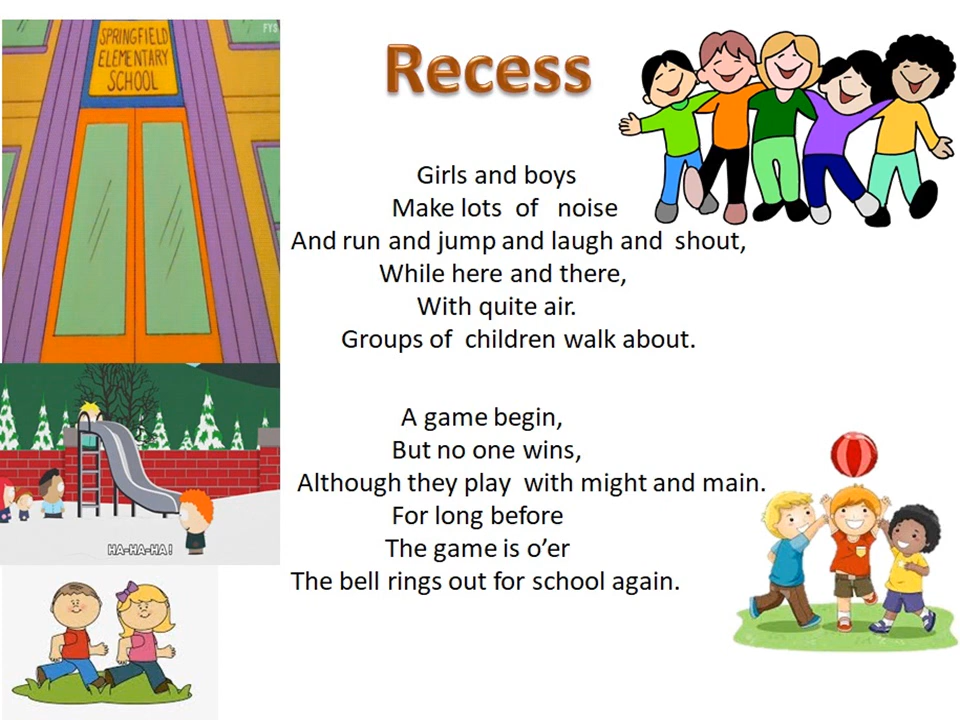 SPRINGFIELD
ELEMENTARY
SCHOOL
FYS
Recess
Girls and boys
Make lots of noise
And run and jump and laugh and shout,
While here and there,
With quite air.
Groups of children walk about.
A game begin,
But no one wins,
Although they play with might and main.
For long before
The game is o’er
The bell rings out for school again.
HA-HA-HA!